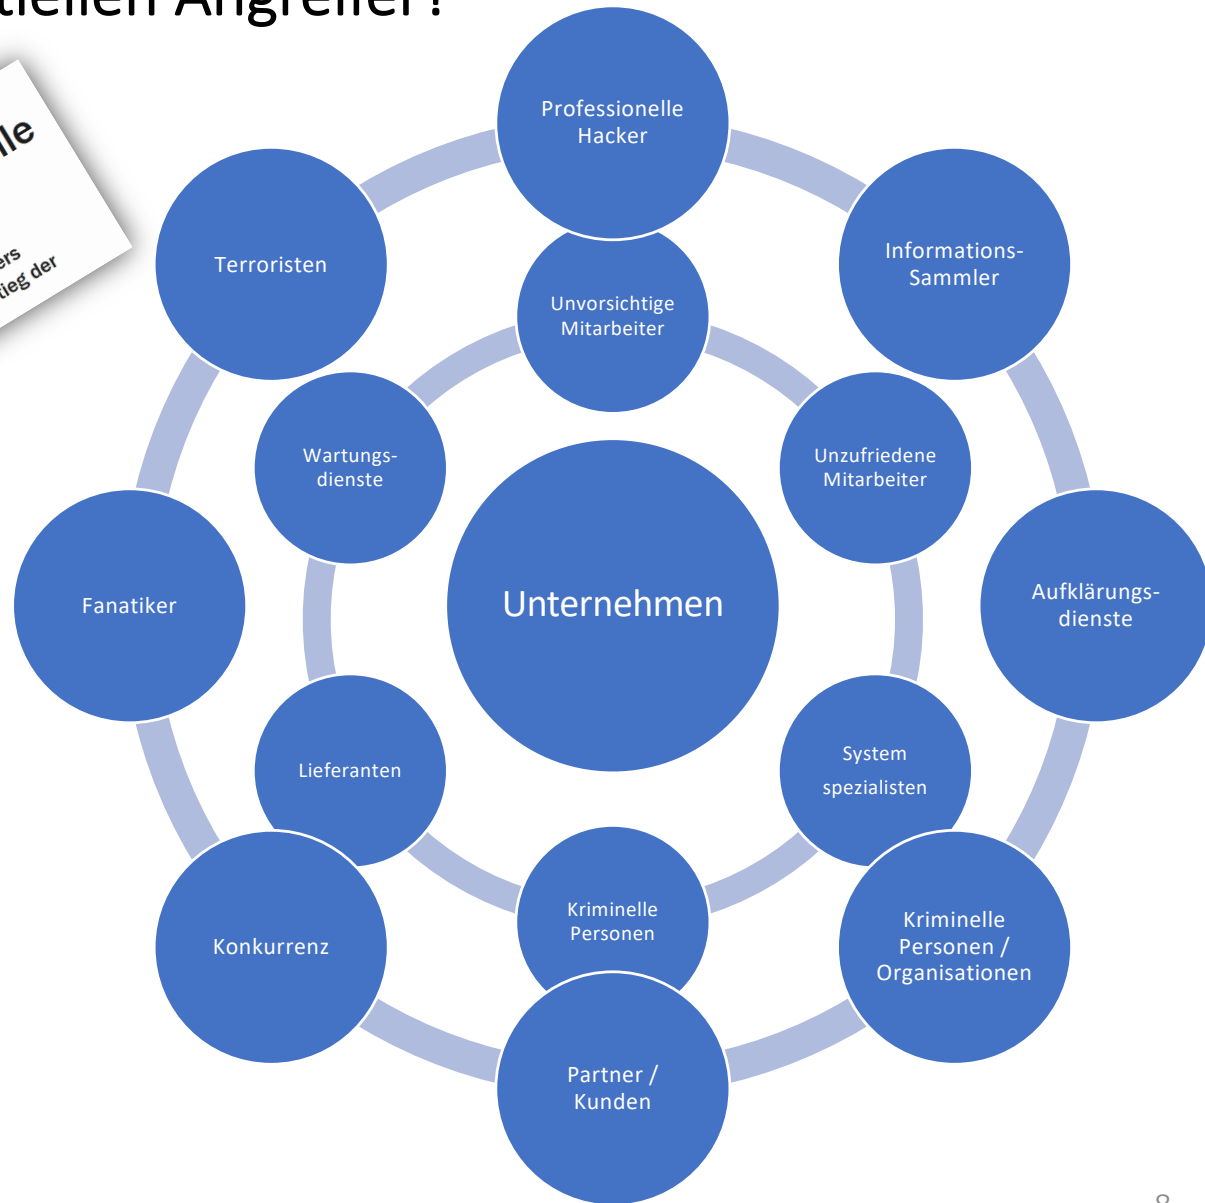 Angreifer?
Professionelle
Hacker
Informations-
Sammler
Aufklärungs-
dienste
Kriminelle
Personen /
Organisationen
Partner /
Kunden
Konkurrenz
Fanatiker
Terroristen
Unvorsichtige
Mitarbeiter
Unzufriedene
Mitarbeiter
System
spezialisten
Kriminelle
Personen
Lieferanten
Wartungs-
dienste
Unternehmen